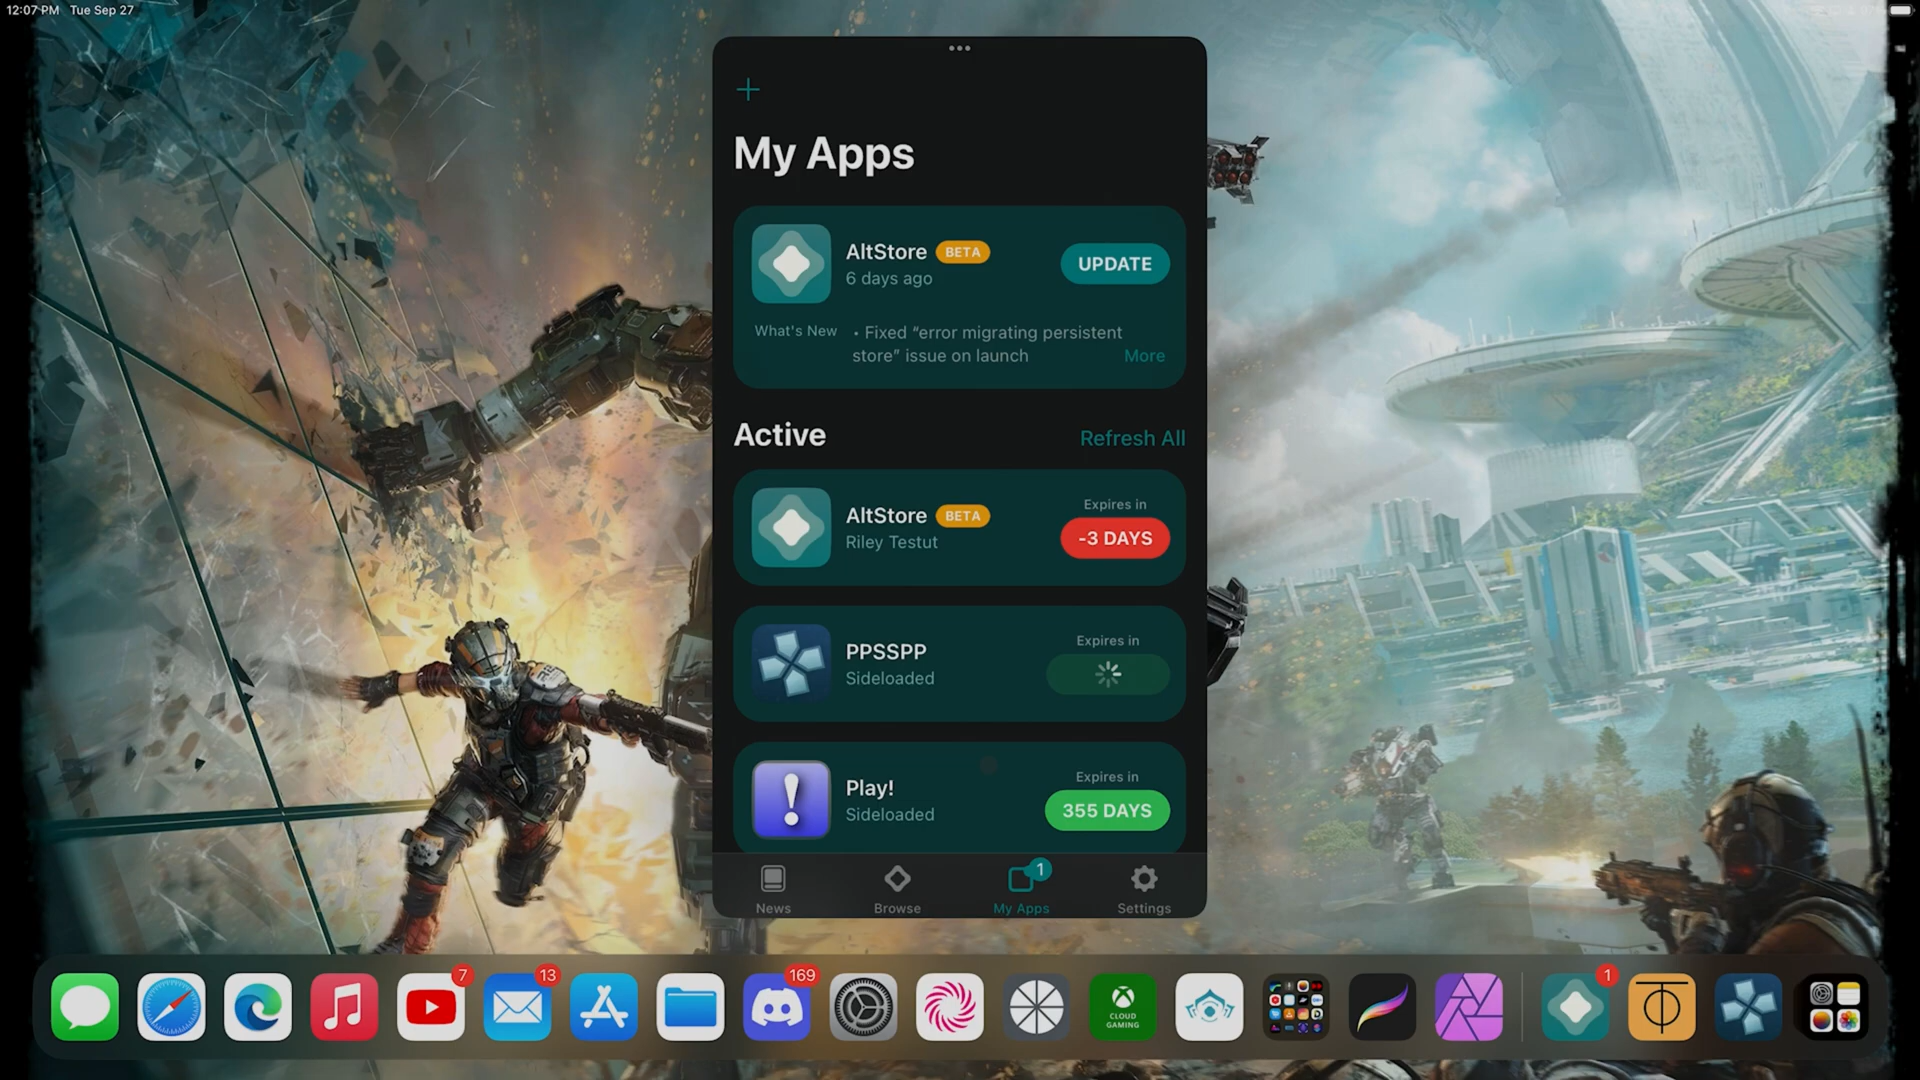 12:07 PM Tue Sep 27
My Apps
AltStore BETA
6 days ago
UPDATE
What's New
• Fixed “error migrating persistent
store” issue on launch
More
Active
Refresh All
AltStore BETA
Riley Testut
Expires in
-3 DAYS
PPSSPP
Sideloaded
Expires in
Play!
Sideloaded
Expires in
355 DAYS
1
News
Browse
My Apps
Settings
7
13
169
CLOUD
GAMING
1